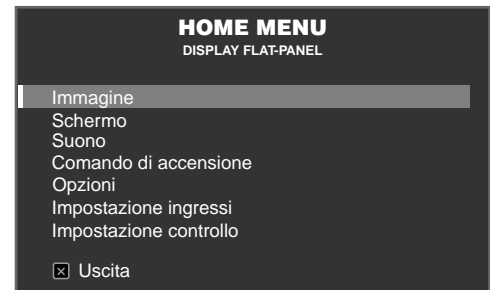 HOME MENU
DISPLAY FLAT-PANEL
Immagine
Schermo
Suono
Comando di accensione
Opzioni
Impostazione ingressi
Impostazione controllo
Uscita